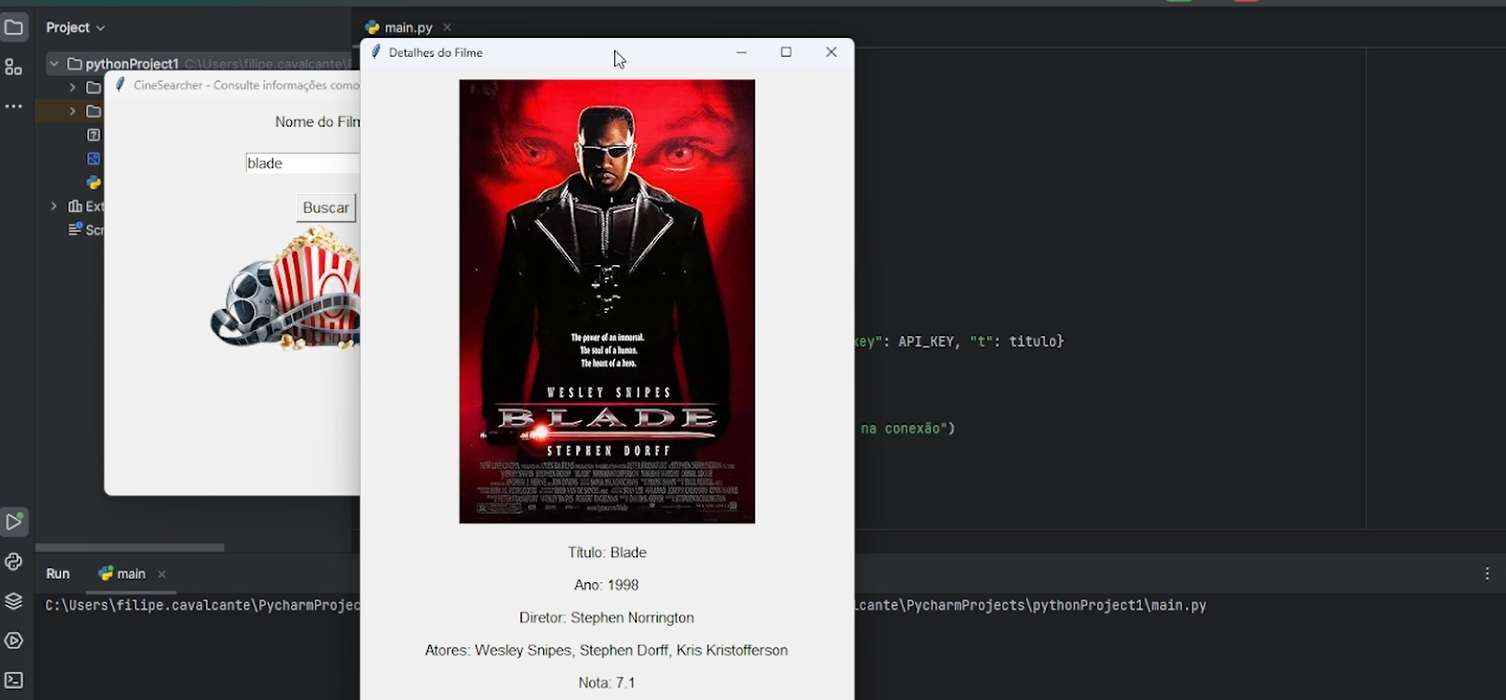 Project
main.py
pythonProject1 C:\Users\filipe.cavalcante\
Ext
Scr
CineSearcher - Consulte informações como
Nome do Film
blade
Buscar
Detalhes do Filme
The power of an immortal.
The soul of a human.
The heart of a hero.
WESLEY SNIPES
BLADE
STEPHEN DORFF
Título: Blade
Ano: 1998
Diretor: Stephen Norrington
Atores: Wesley Snipes, Stephen Dorff, Kris Kristofferson
Nota: 7.1
key": API_KEY, "t": titulo}
na conexão")
Run
main
C:\Users\filipe.cavalcante\PycharmProjec
lcante\PycharmProjects\pythonProject1\main.py